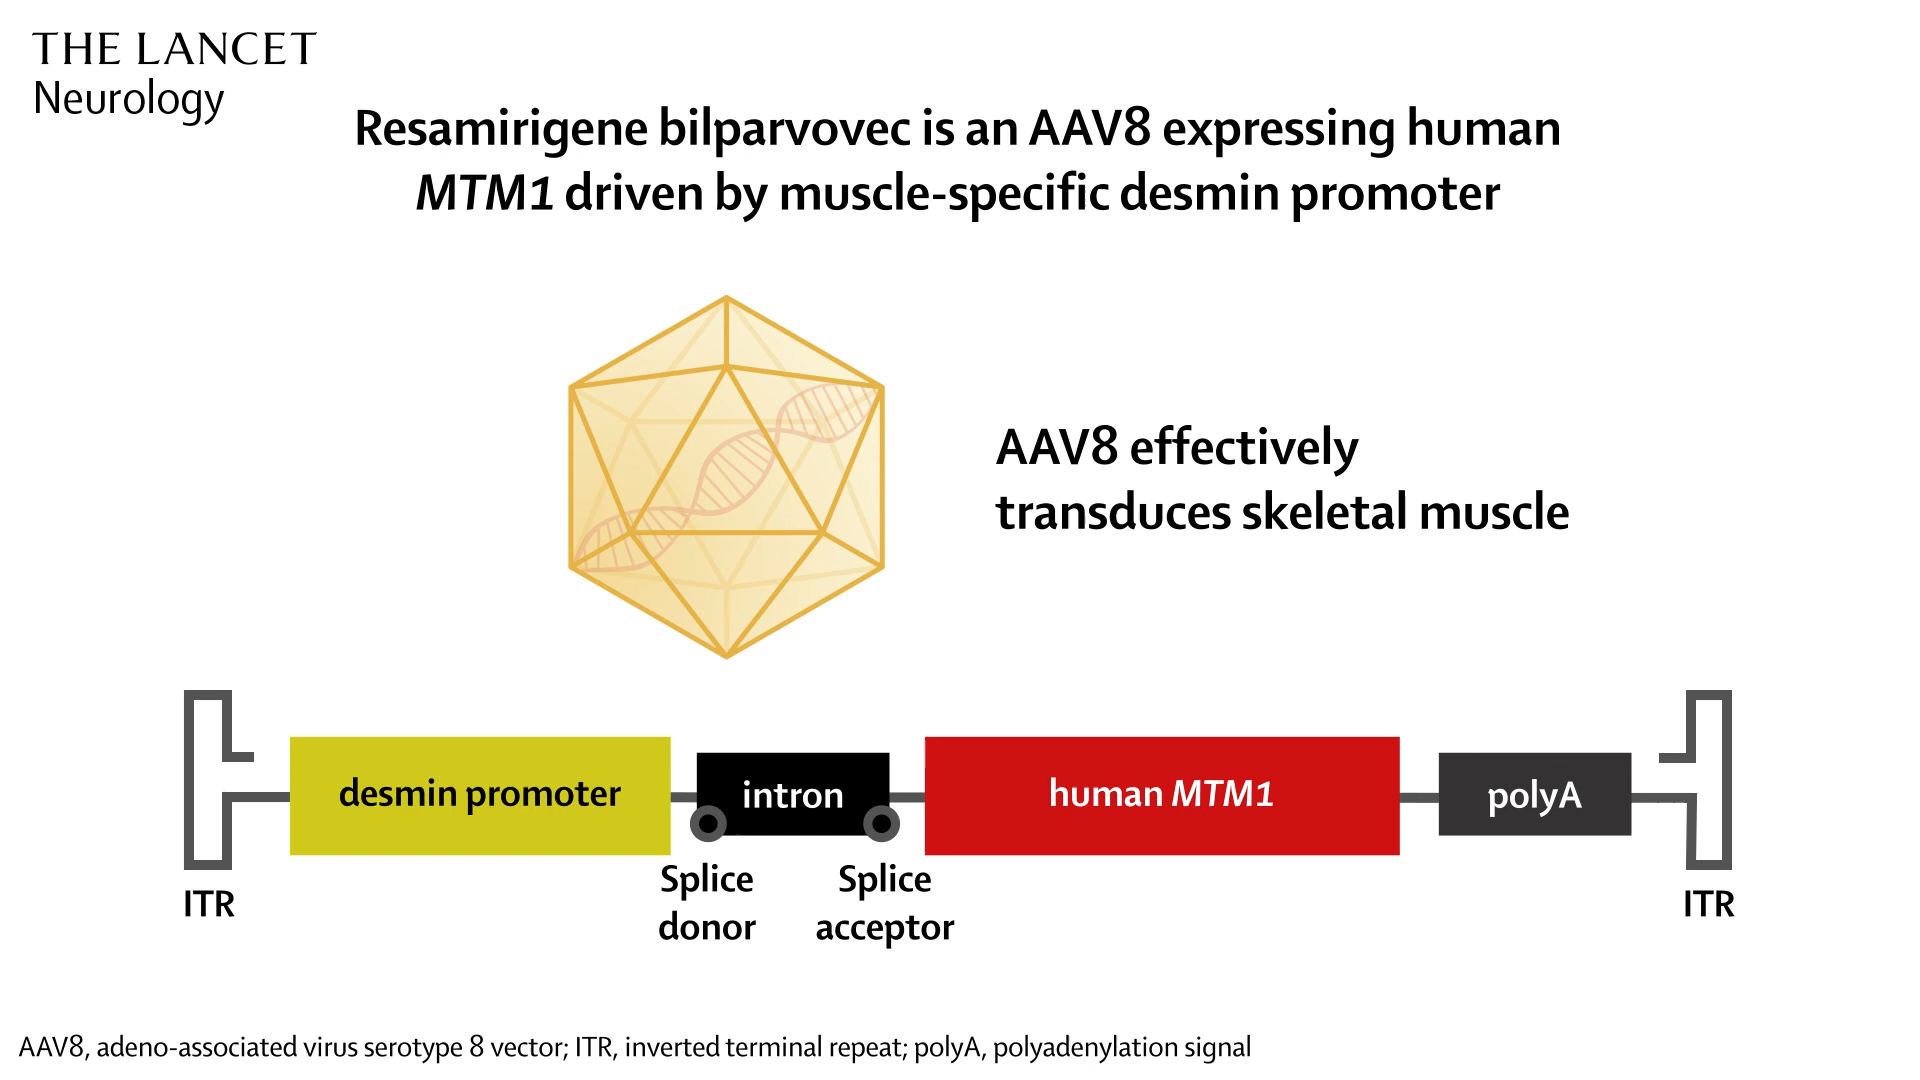 THE LANCET
Neurology
Resamirigene bilparvovec is an AAV8 expressing human
MTM1 driven by muscle-specific desmin promoter
AAV8 effectively
transduces skeletal muscle
desmin promoter
intron
human MTM1
polyA
Splice
donor
Splice
acceptor
ITR
ITR
AAV8, adeno-associated virus serotype 8 vector; ITR, inverted terminal repeat; polyA, polyadenylation signal